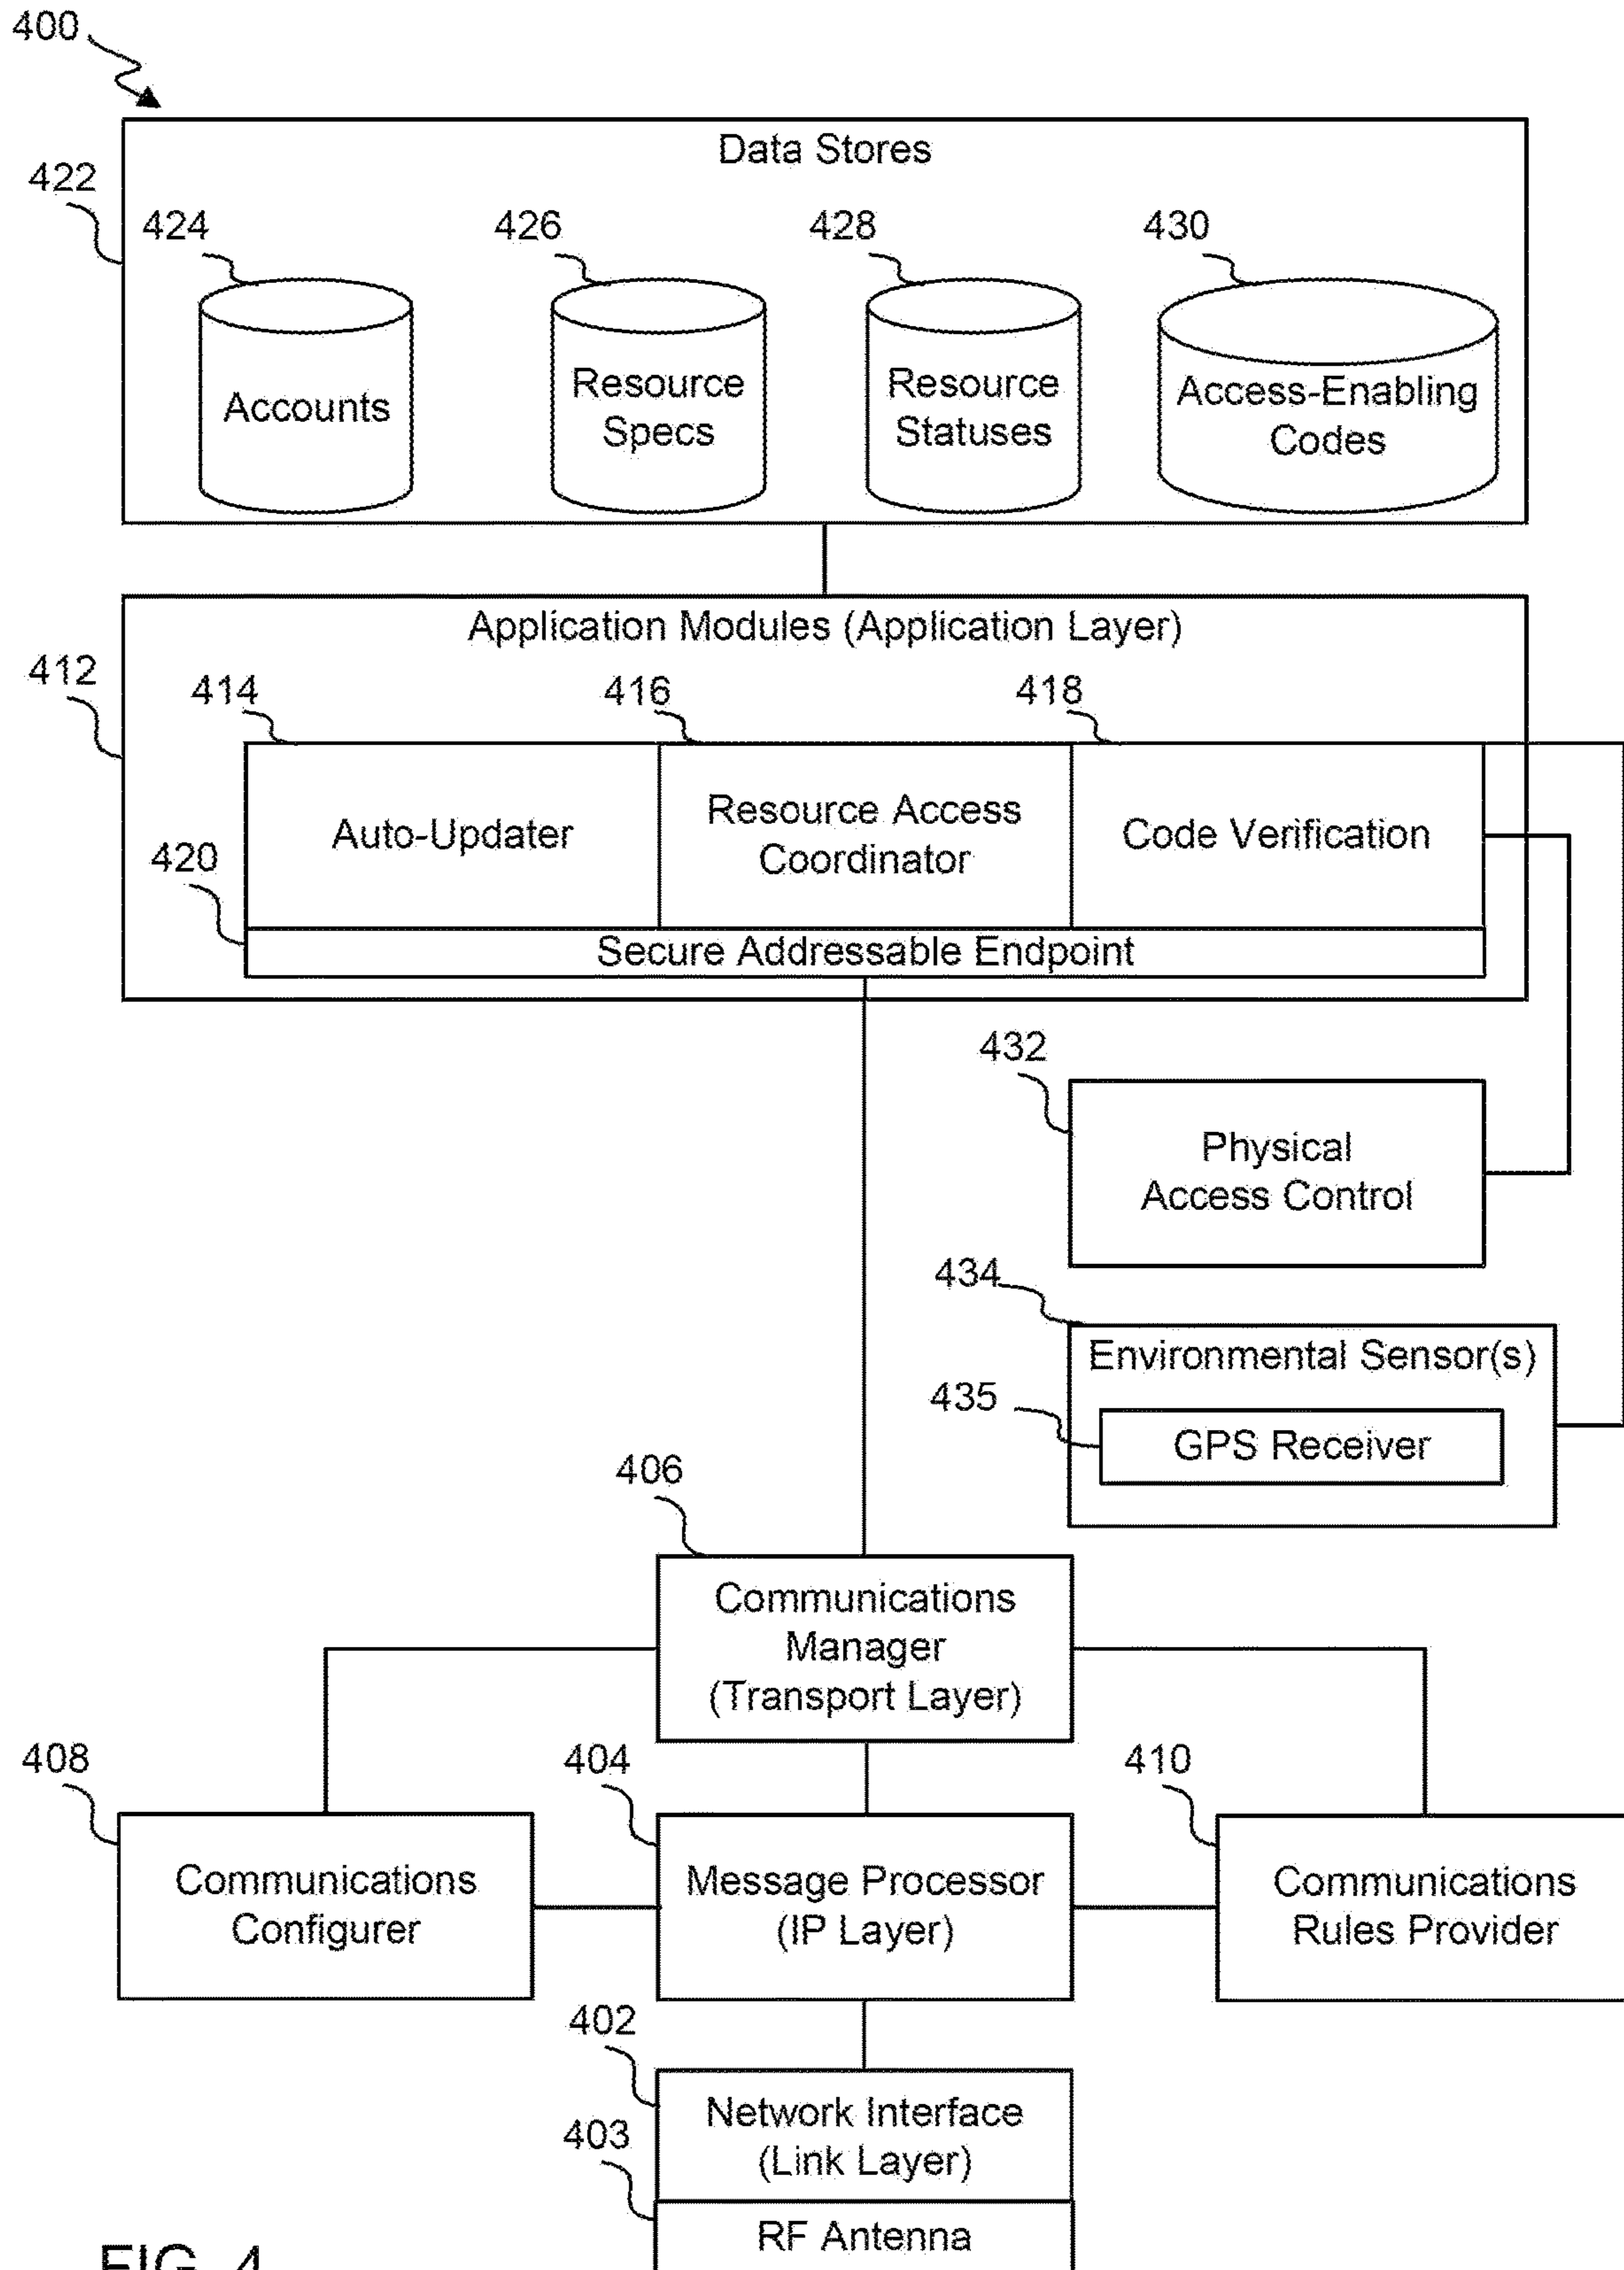 400
Data Stores
422
424
426
428
430
Accounts
Resource
Specs
Resource
Statuses
Access-Enabling
Codes
Application Modules (Application Layer)
412
414
416
418
Auto-Updater
Resource Access
Coordinator
Code Verification
420
Secure Addressable Endpoint
432
Physical
Access Control
434
Environmental Sensor(s)
435
GPS Receiver
406
Communications
Manager
(Transport Layer)
408
404
410
Communications
Configurer
Message Processor
(IP Layer)
Communications
Rules Provider
402
Network Interface
(Link Layer)
403
RF Antenna
FIG. 4